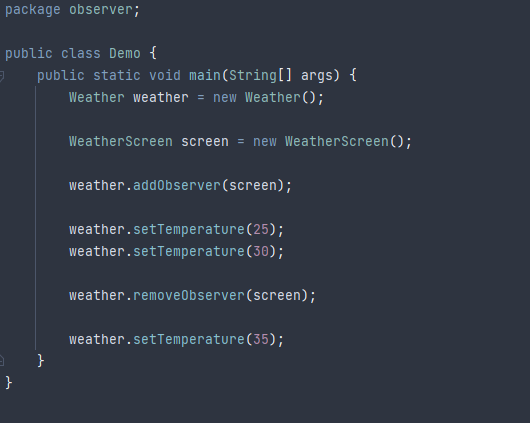 package observer;
public class Demo {
public static void main(String[] args) {
Weather weather = new Weather();
WeatherScreen screen = new WeatherScreen();
weather.addObserver(screen);
weather.setTemperature(25);
weather.setTemperature(30);
weather.removeObserver(screen);
weather.setTemperature(35);
}
}